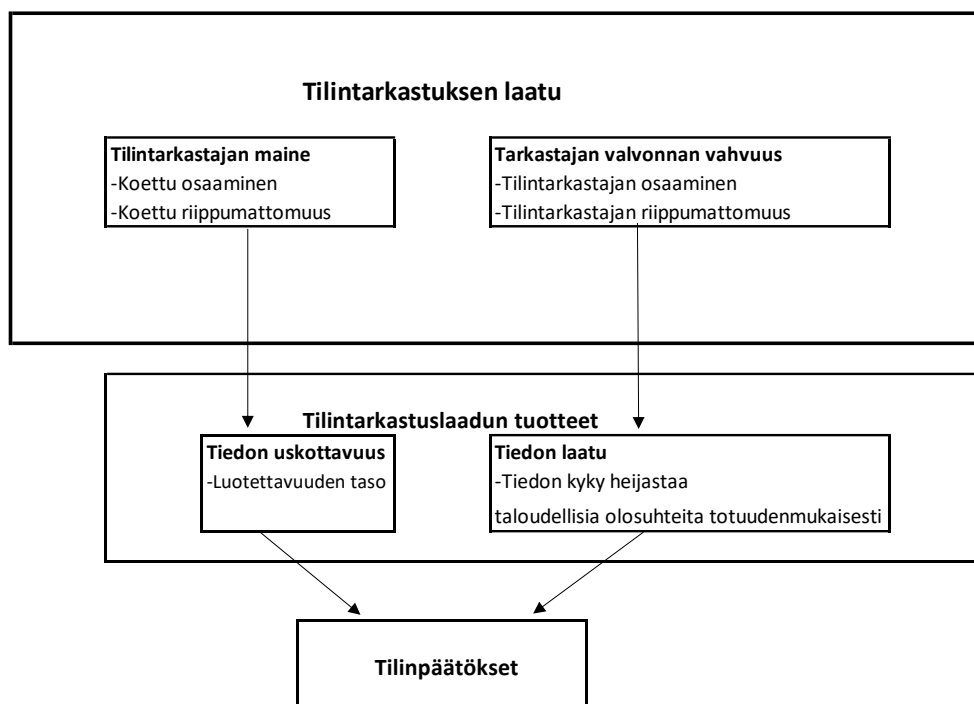 Tilintarkastuksen laatu
Tilintarkastajan maine
-Koettu osaaminen
-Koettu riippumattomuus
Tarkastajan valvonnan vahvuus
-Tilintarkastajan osaaminen
-Tilintarkastajan riippumattomuus
Tilintarkastuslaadun tuotteet
Tiedon uskottavuus
-Luotettavuuden taso
Tiedon laatu
-Tiedon kyky heijastaa
taloudellisia olosuhteita totuudenmukaisesti
Tilinpäätökset